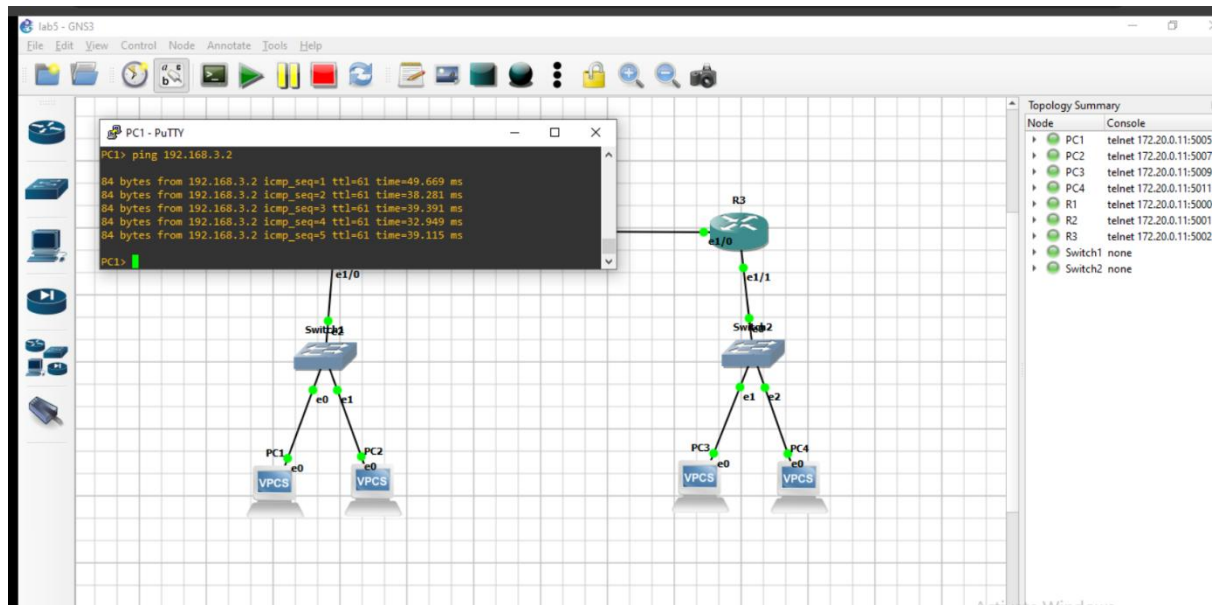 lab5 - GNS3
File Edit View Control Node Annotate Tools Help
Topology Summary
Node Console
PC1 telnet 172.20.0.11:5005
PC2 telnet 172.20.0.11:5007
PC3 telnet 172.20.0.11:5009
PC4 telnet 172.20.0.11:5011
R1 telnet 172.20.0.11:5000
R2 telnet 172.20.0.11:5001
R3 telnet 172.20.0.11:5002
Switch1 none
Switch2 none
PC1 - PuTTY
PC1> ping 192.168.3.2
84 bytes from 192.168.3.2 icmp_seq=1 ttl=61 time=49.669 ms
84 bytes from 192.168.3.2 icmp_seq=2 ttl=61 time=38.281 ms
84 bytes from 192.168.3.2 icmp_seq=3 ttl=61 time=39.391 ms
84 bytes from 192.168.3.2 icmp_seq=4 ttl=61 time=32.949 ms
84 bytes from 192.168.3.2 icmp_seq=5 ttl=61 time=39.115 ms
PC1>
R3
e1/0
e1/0
e1/1
Switch1
e2
Switch2
e0 e1
e1 e2
PC1
e0
VPCS
PC2
e0
VPCS
PC3
e0
VPCS
PC4
e0
VPCS